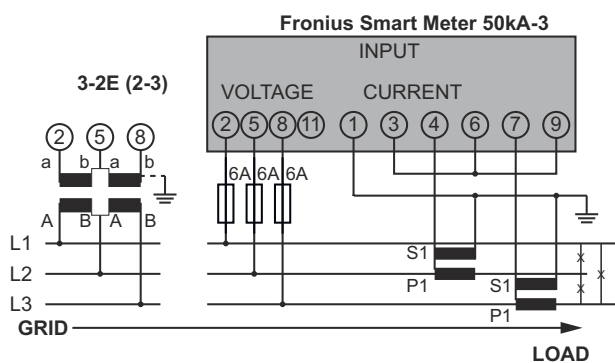 Fronius Smart Meter 50kA-3
INPUT
3-2E (2-3)
VOLTAGE CURRENT
2 5 8 2 5 8 11 1 3 4 6 7 9
a b a b
6A 6A 6A
A B A B
L1
S1
L2
P1 S1
L3
P1
GRID
LOAD